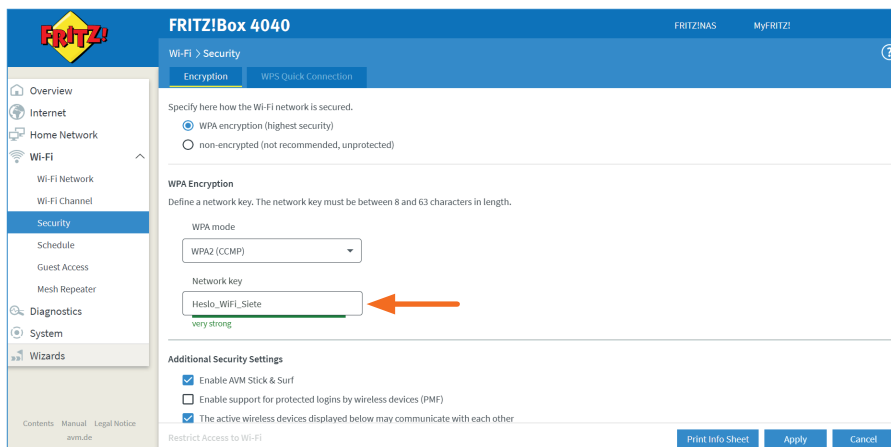 FRITZ!
FRITZ!Box 4040
FRITZ!NAS
MyFRITZ!
Wi-Fi > Security
?
Encryption
WPS Quick Connection
Overview
Internet
Home Network
Wi-Fi
Wi-Fi Network
Wi-Fi Channel
Security
Schedule
Guest Access
Mesh Repeater
Diagnostics
System
Wizards
Contents Manual Legal Notice
avm.de
Specify here how the Wi-Fi network is secured.
WPA encryption (highest security)
non-encrypted (not recommended, unprotected)
WPA Encryption
Define a network key. The network key must be between 8 and 63 characters in length.
WPA mode
WPA2 (CCMP)
Network key
Heslo_WiFi_Siete
very strong
Additional Security Settings
Enable AVM Stick & Surf
Enable support for protected logins by wireless devices (PMF)
The active wireless devices displayed below may communicate with each other
Restrict Access to Wi-Fi
Print Info Sheet
Apply
Cancel